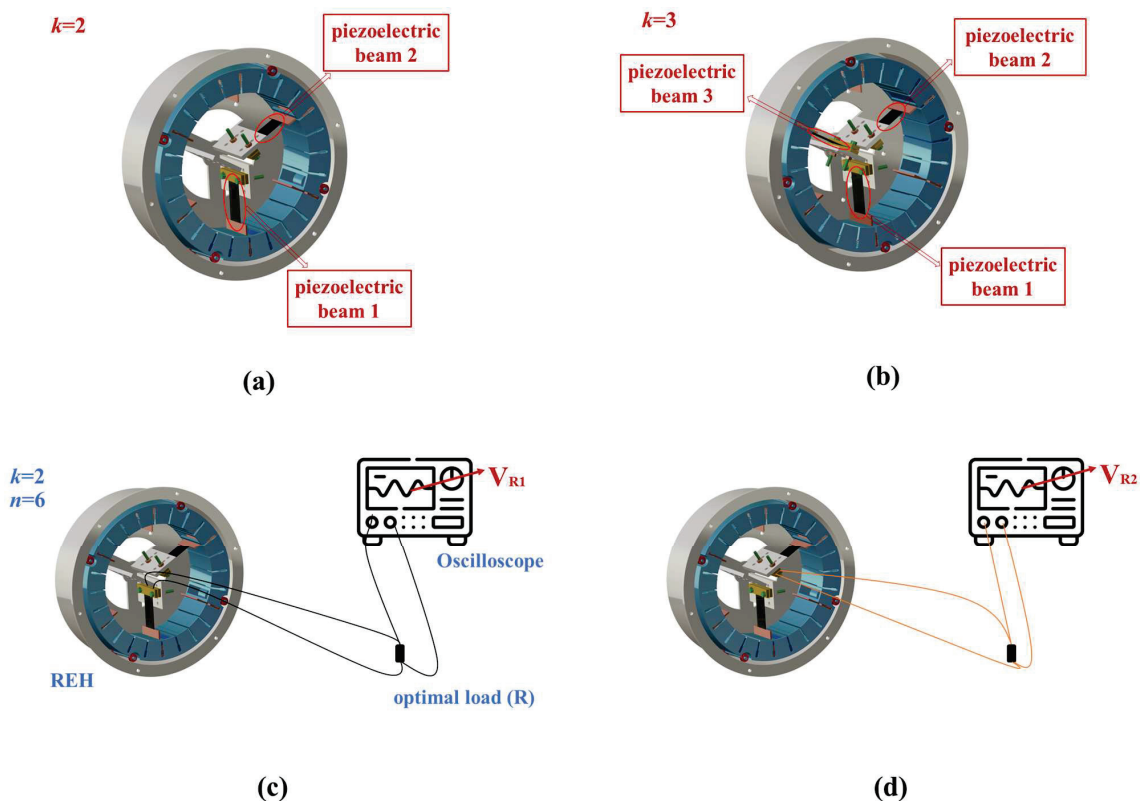 k=2
piezoelectric
beam 2
piezoelectric
beam 1
(a)
k=3
piezoelectric
beam 2
piezoelectric
beam 3
piezoelectric
beam 1
(b)
k=2
n=6
VR1
Oscilloscope
REH
optimal load (R)
(c)
VR2
(d)